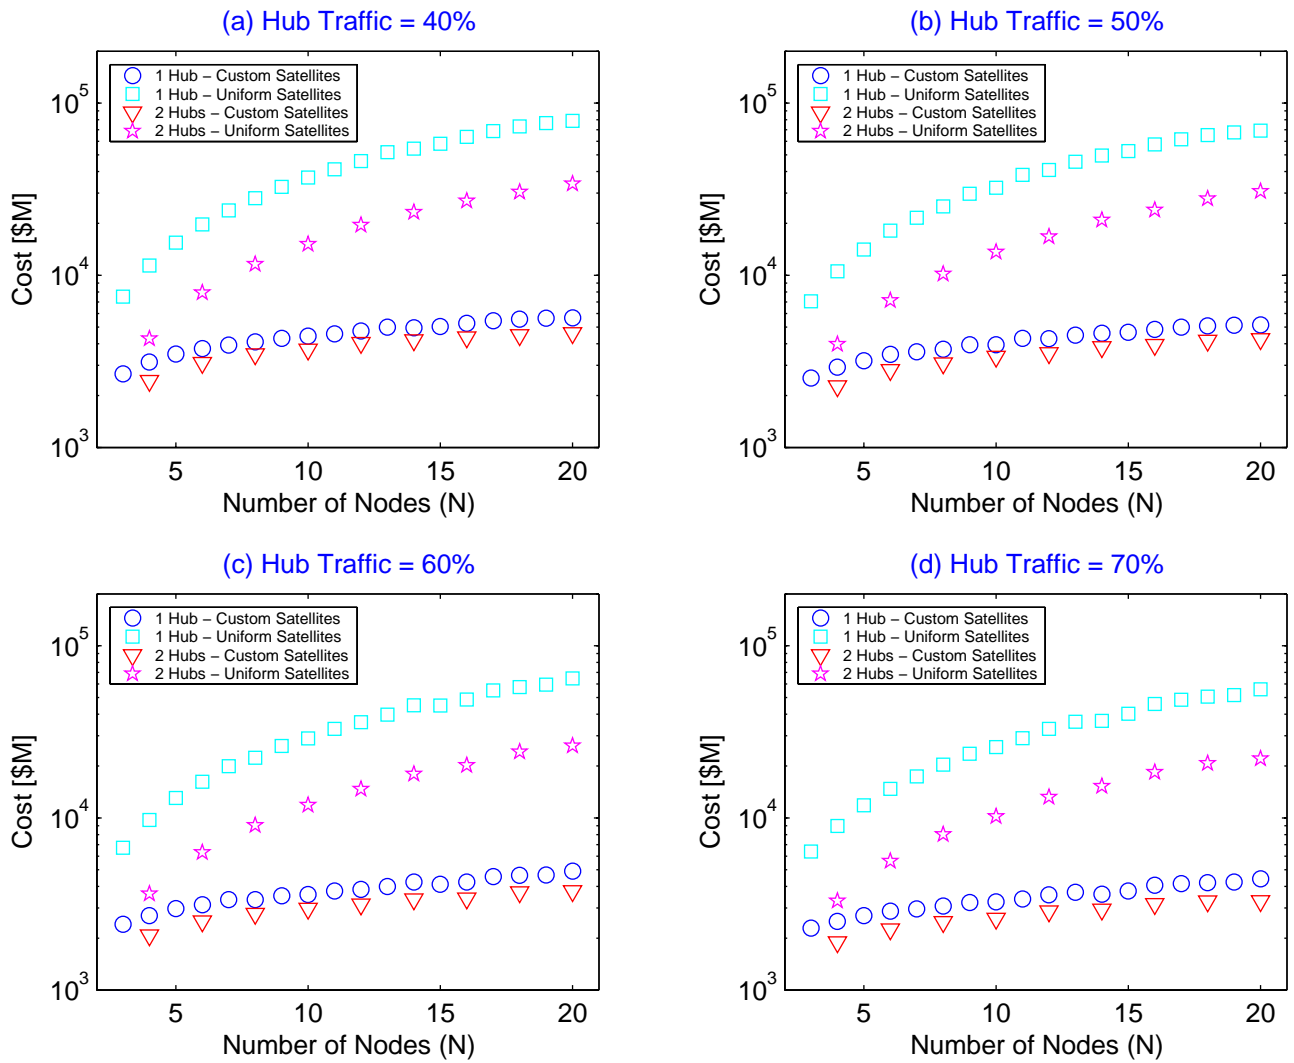 (a) Hub Traffic = 40%
1 Hub – Custom Satellites
1 Hub – Uniform Satellites
2 Hubs – Custom Satellites
2 Hubs – Uniform Satellites
10^5
10^4
10^3
Cost [$M]
5 10 15 20
Number of Nodes (N)
(b) Hub Traffic = 50%
1 Hub – Custom Satellites
1 Hub – Uniform Satellites
2 Hubs – Custom Satellites
2 Hubs – Uniform Satellites
10^5
10^4
10^3
Cost [$M]
5 10 15 20
Number of Nodes (N)
(c) Hub Traffic = 60%
1 Hub – Custom Satellites
1 Hub – Uniform Satellites
2 Hubs – Custom Satellites
2 Hubs – Uniform Satellites
10^5
10^4
10^3
Cost [$M]
5 10 15 20
Number of Nodes (N)
(d) Hub Traffic = 70%
1 Hub – Custom Satellites
1 Hub – Uniform Satellites
2 Hubs – Custom Satellites
2 Hubs – Uniform Satellites
10^5
10^4
10^3
Cost [$M]
5 10 15 20
Number of Nodes (N)